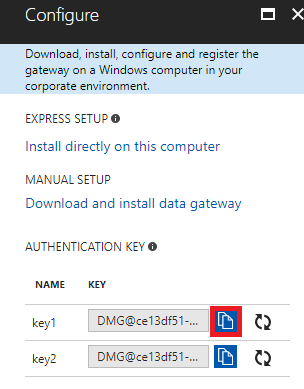 Configure
Download, install, configure and register the
gateway on a Windows computer in your
corporate environment.
EXPRESS SETUP
Install directly on this computer
MANUAL SETUP
Download and install data gateway
AUTHENTICATION KEY
NAME KEY
key1 DMG@ce13df51-...
key2 DMG@ce13df51-...